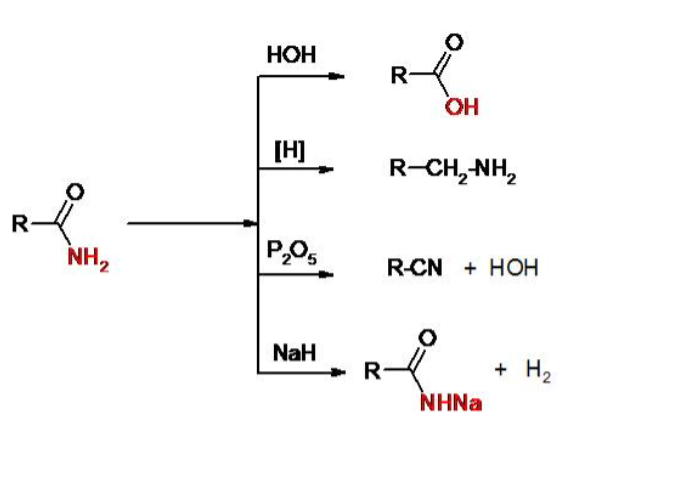 HOH
O
R
OH
[H]
R–CH₂-NH₂
O
R
NH₂
P₂O₅
R-CN + HOH
NaH
O
R
+ H₂
NHNa